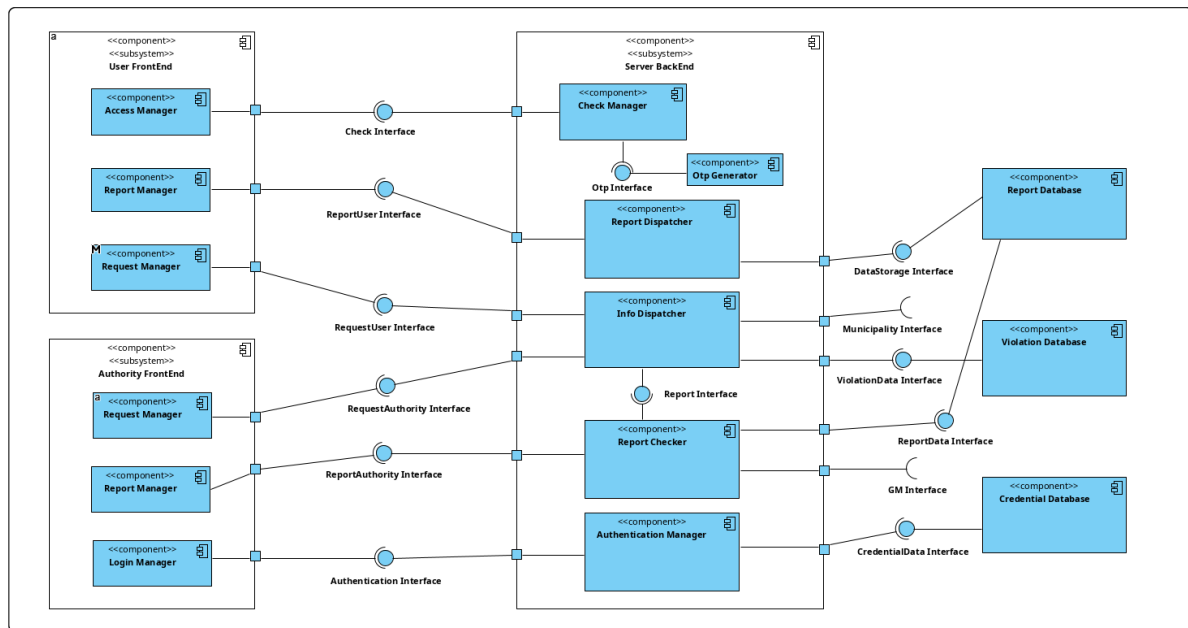 a
<<component>>
<<subsystem>>
User FrontEnd
<<component>>
Access Manager
<<component>>
Report Manager
M
<<component>>
Request Manager
<<component>>
<<subsystem>>
Authority FrontEnd
a
<<component>>
Request Manager
<<component>>
Report Manager
<<component>>
Login Manager
Check Interface
ReportUser Interface
RequestUser Interface
RequestAuthority Interface
ReportAuthority Interface
Authentication Interface
<<component>>
<<subsystem>>
Server BackEnd
<<component>>
Check Manager
Otp Interface
<<component>>
Otp Generator
<<component>>
Report Dispatcher
<<component>>
Info Dispatcher
Report Interface
<<component>>
Report Checker
<<component>>
Authentication Manager
DataStorage Interface
Municipality Interface
ViolationData Interface
ReportData Interface
GM Interface
CredentialData Interface
<<component>>
Report Database
<<component>>
Violation Database
<<component>>
Credential Database